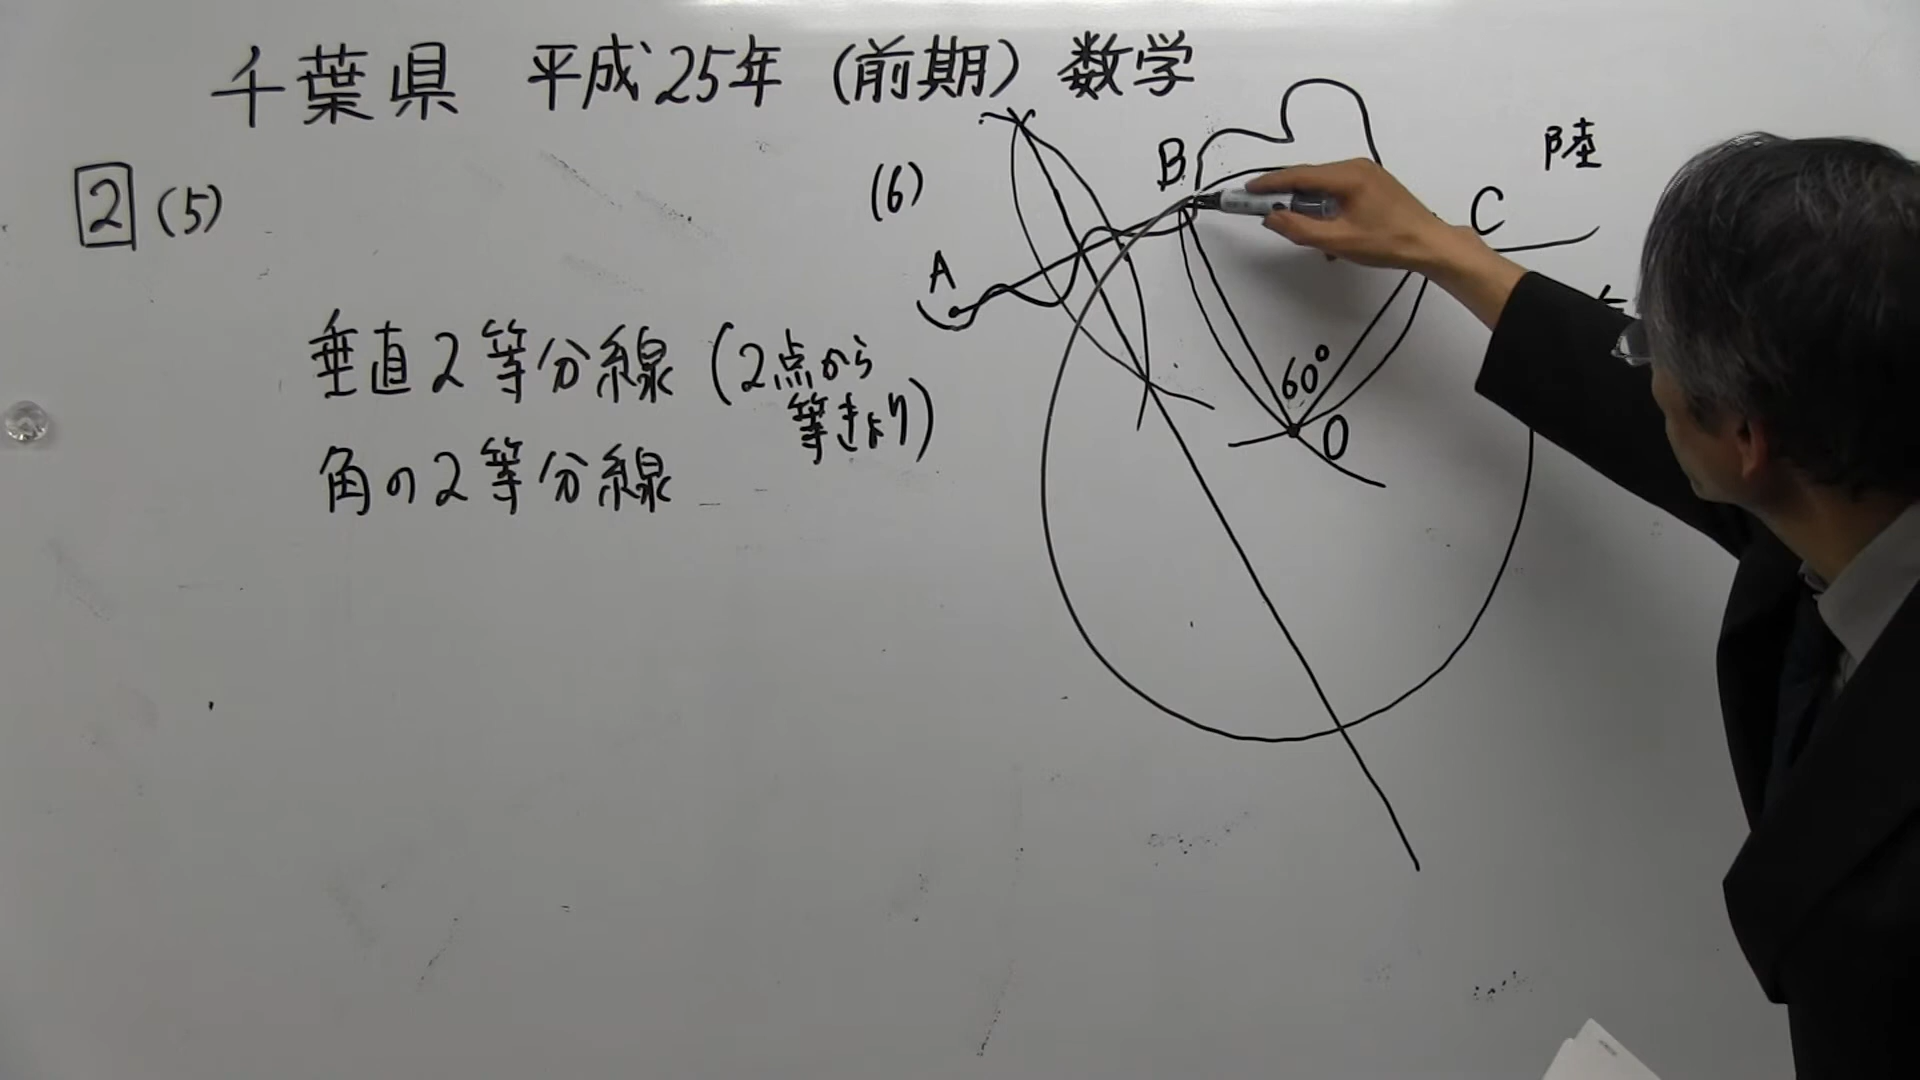 千葉県 平成25年 (前期) 数学
2 (5)
垂直2等分線 (2点から
等きょり)
角の2等分線
(6)
A
B
C
陸
60°
O